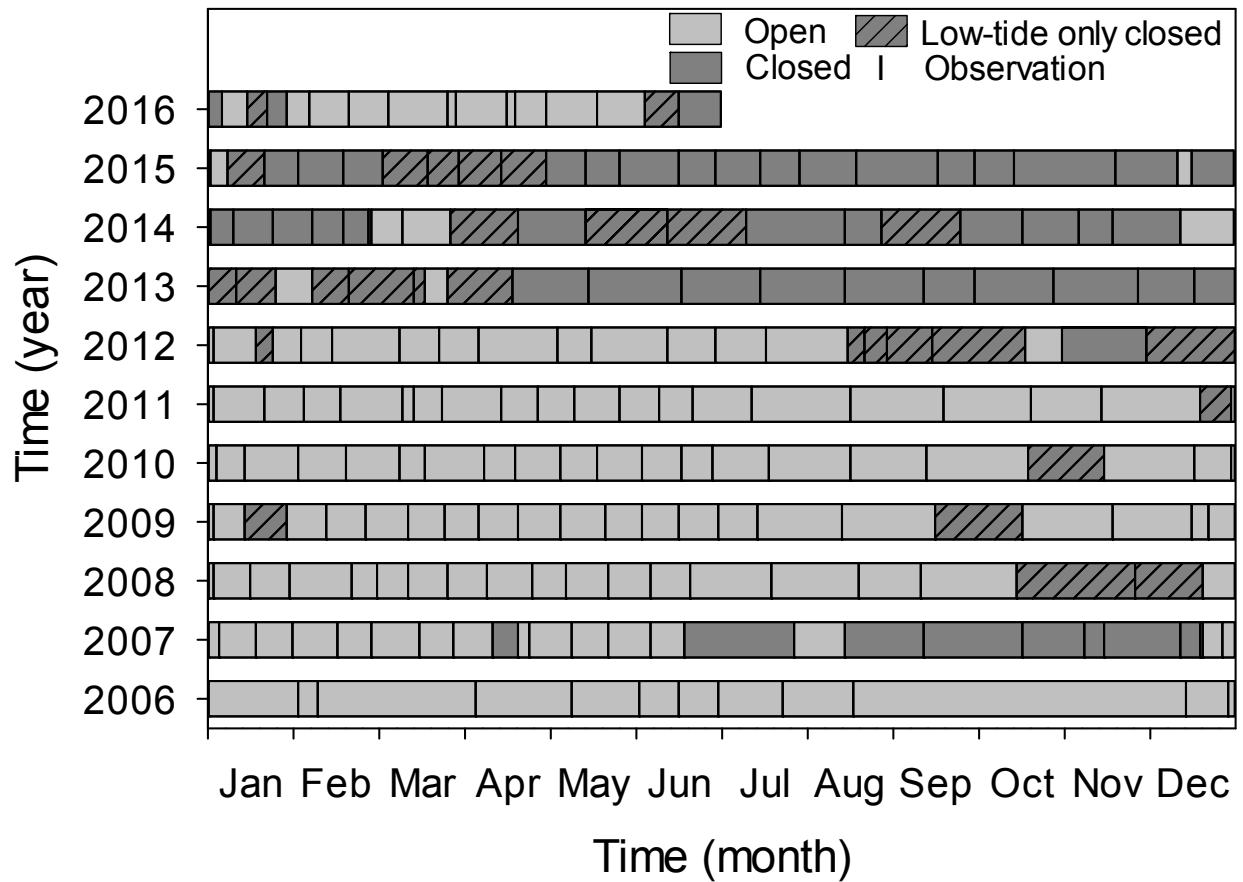 Open Low-tide only closed
Closed I Observation
2016
2015
2014
2013
2012
2011
2010
2009
2008
2007
2006
Time (year)
Jan Feb Mar Apr May Jun Jul Aug Sep Oct Nov Dec
Time (month)